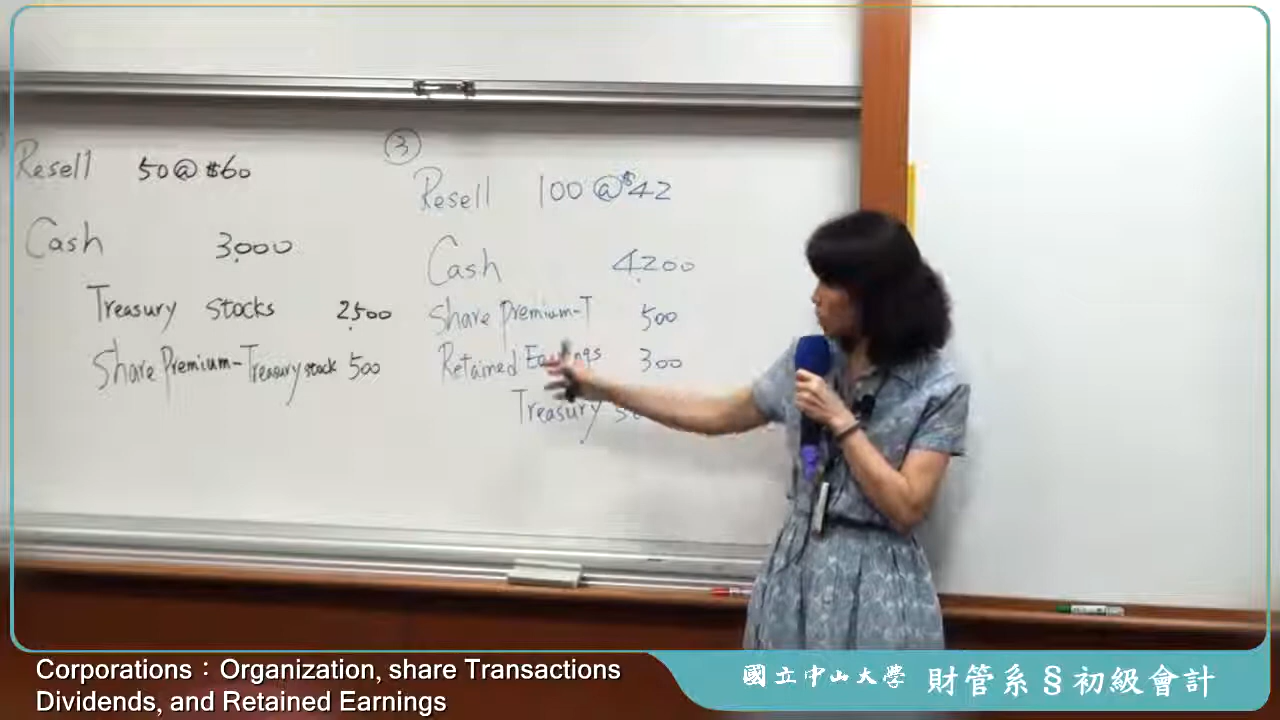 Resell 50@$60
Cash 3,000
Treasury stocks 2,500
Share Premium-Treasury stock 500
③
Resell 100@$42
Cash 4,200
Share Premium-T 500
Retained Earnings 300
Treasury
Corporations：Organization, share Transactions
Dividends, and Retained Earnings
國立中山大學 財管系§初級會計